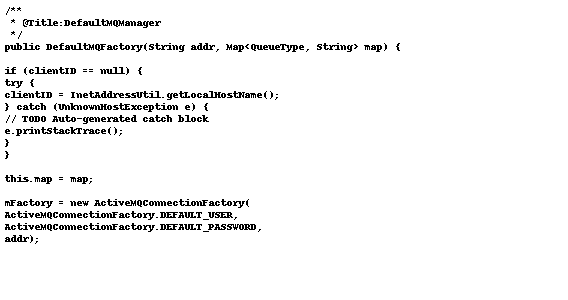 /**
* @Title:DefaultMQManager
*/
public DefaultMQFactory(String addr, Map<QueueType, String> map) {
if (clientID == null) {
try {
clientID = InetAddressUtil.getLocalHostName();
} catch (UnknownHostException e) {
// TODO Auto-generated catch block
e.printStackTrace();
}
}
this.map = map;
mFactory = new ActiveMQConnectionFactory(
ActiveMQConnectionFactory.DEFAULT_USER,
ActiveMQConnectionFactory.DEFAULT_PASSWORD,
addr);